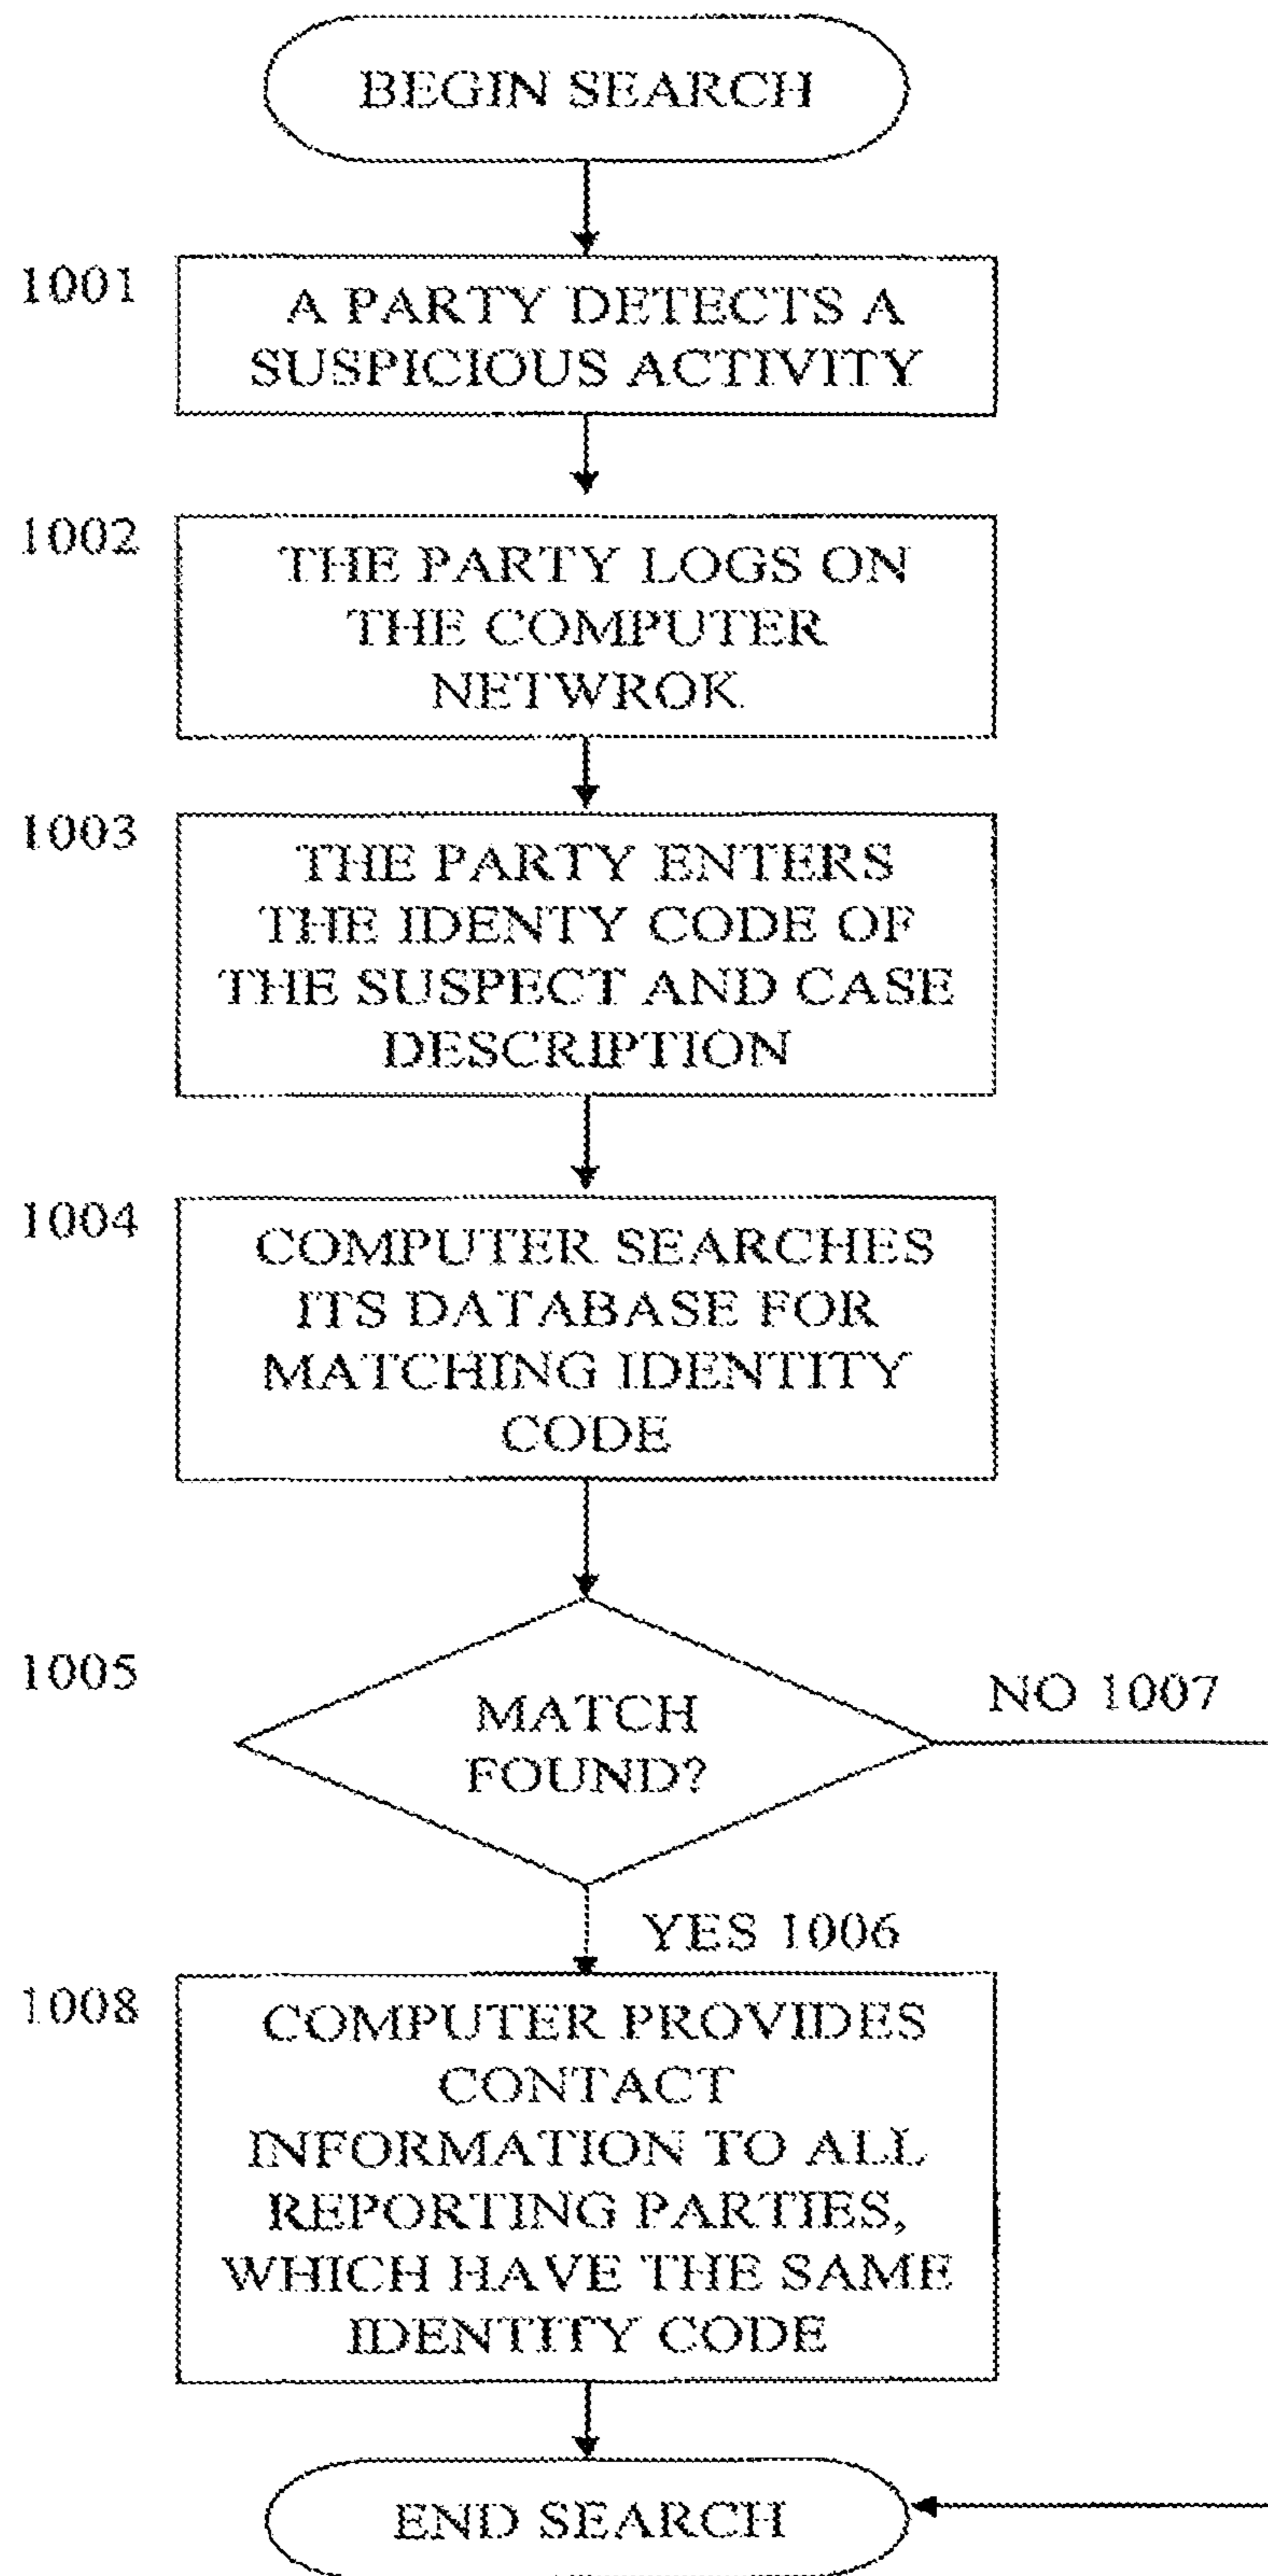 BEGIN SEARCH
1001
A PARTY DETECTS A
SUSPICIOUS ACTIVITY
1002
THE PARTY LOGS ON
THE COMPUTER
NETWROK
1003
THE PARTY ENTERS
THE IDENTY CODE OF
THE SUSPECT AND CASE
DESCRIPTION
1004
COMPUTER SEARCHES
ITS DATABASE FOR
MATCHING IDENTITY
CODE
1005
MATCH
FOUND?
NO 1007
YES 1006
1008
COMPUTER PROVIDES
CONTACT
INFORMATION TO ALL
REPORTING PARTIES,
WHICH HAVE THE SAME
IDENTITY CODE
END SEARCH